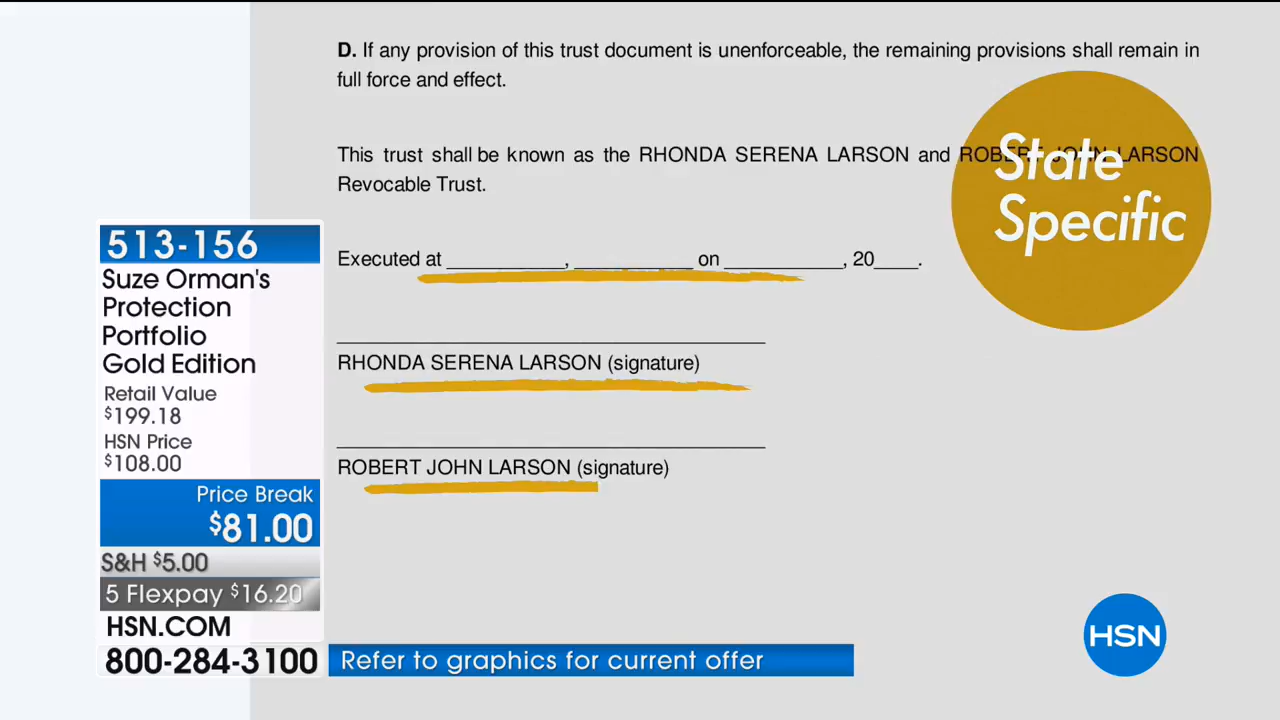 D. If any provision of this trust document is unenforceable, the remaining provisions shall remain in
full force and effect.
This trust shall be known as the RHONDA SERENA LARSON and ROBERT JOHN LARSON
Revocable Trust.
State
Specific
Executed at ___________, ___________ on ___________, 20____.
RHONDA SERENA LARSON (signature)
ROBERT JOHN LARSON (signature)
513-156
Suze Orman's
Protection
Portfolio
Gold Edition
Retail Value
$199.18
HSN Price
$108.00
Price Break
$81.00
S&H $5.00
5 Flexpay $16.20
HSN.COM
800-284-3100
Refer to graphics for current offer
HSN